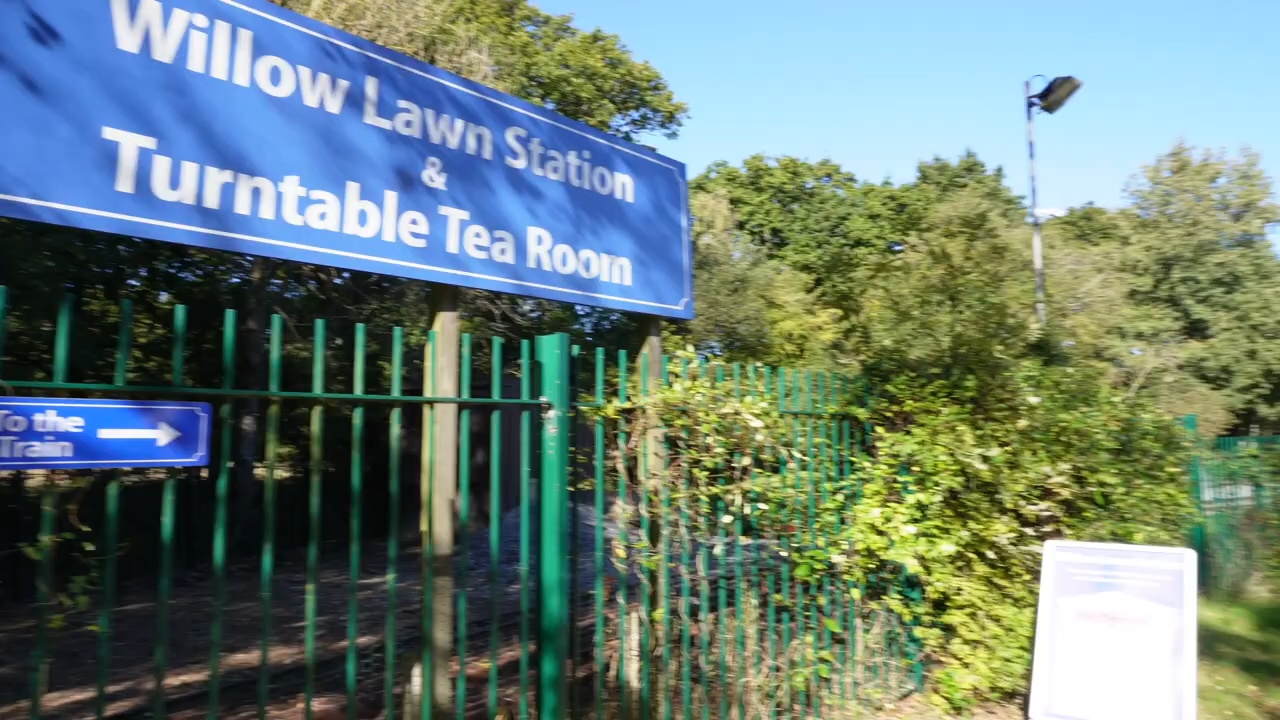 Willow Lawn Station
&
Turntable Tea Room
To the
Train